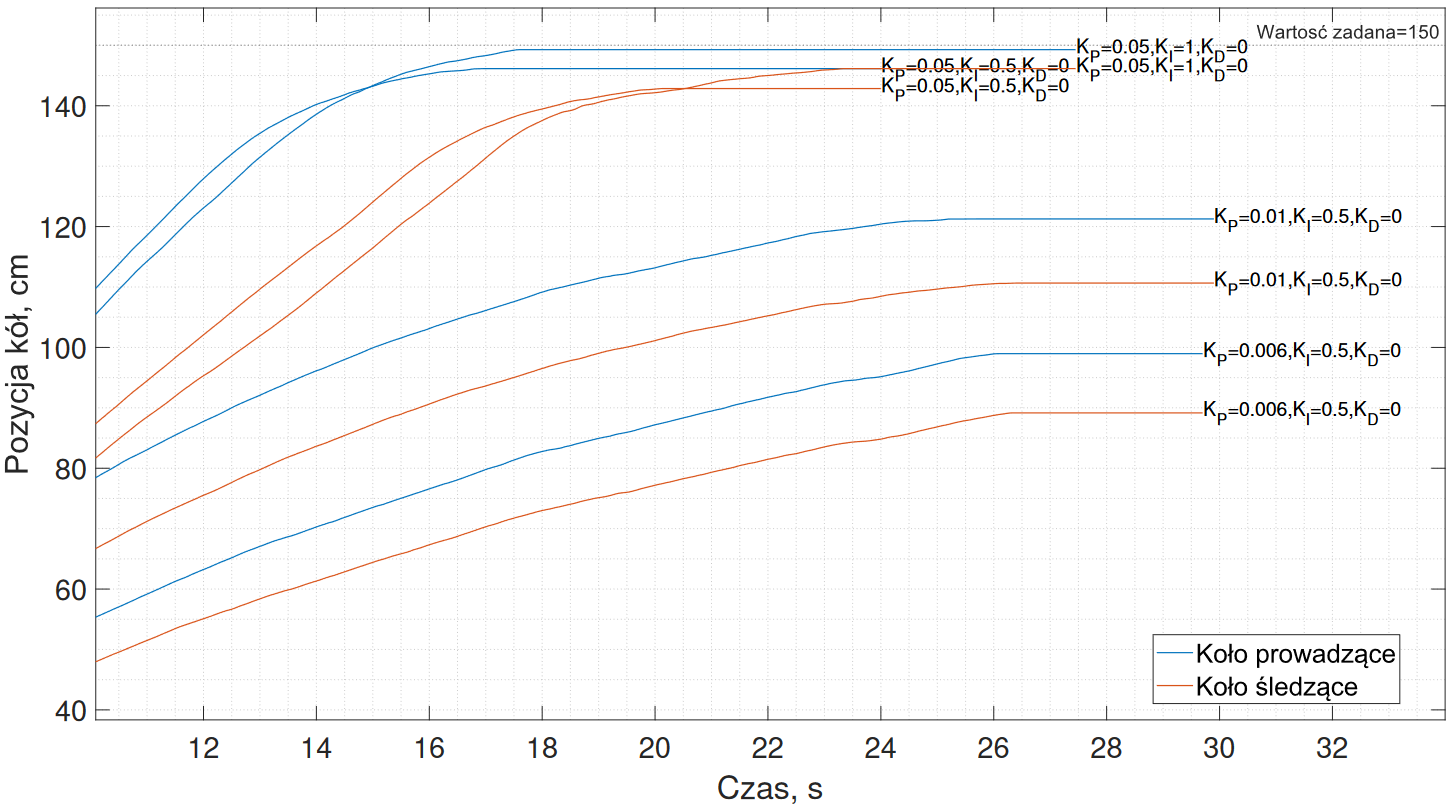 Wartosć zadana=150
K_P=0.05,K_I=1,K_D=0
K_P=0.05,K_I=0.5,K_D=0
K_P=0.05,K_I=1,K_D=0
K_P=0.05,K_I=0.5,K_D=0
140
K_P=0.01,K_I=0.5,K_D=0
120
K_P=0.01,K_I=0.5,K_D=0
100
K_P=0.006,K_I=0.5,K_D=0
K_P=0.006,K_I=0.5,K_D=0
80
60
40
Pozycja kół, cm
Koło prowadzące
Koło śledzące
12 14 16 18 20 22 24 26 28 30 32
Czas, s